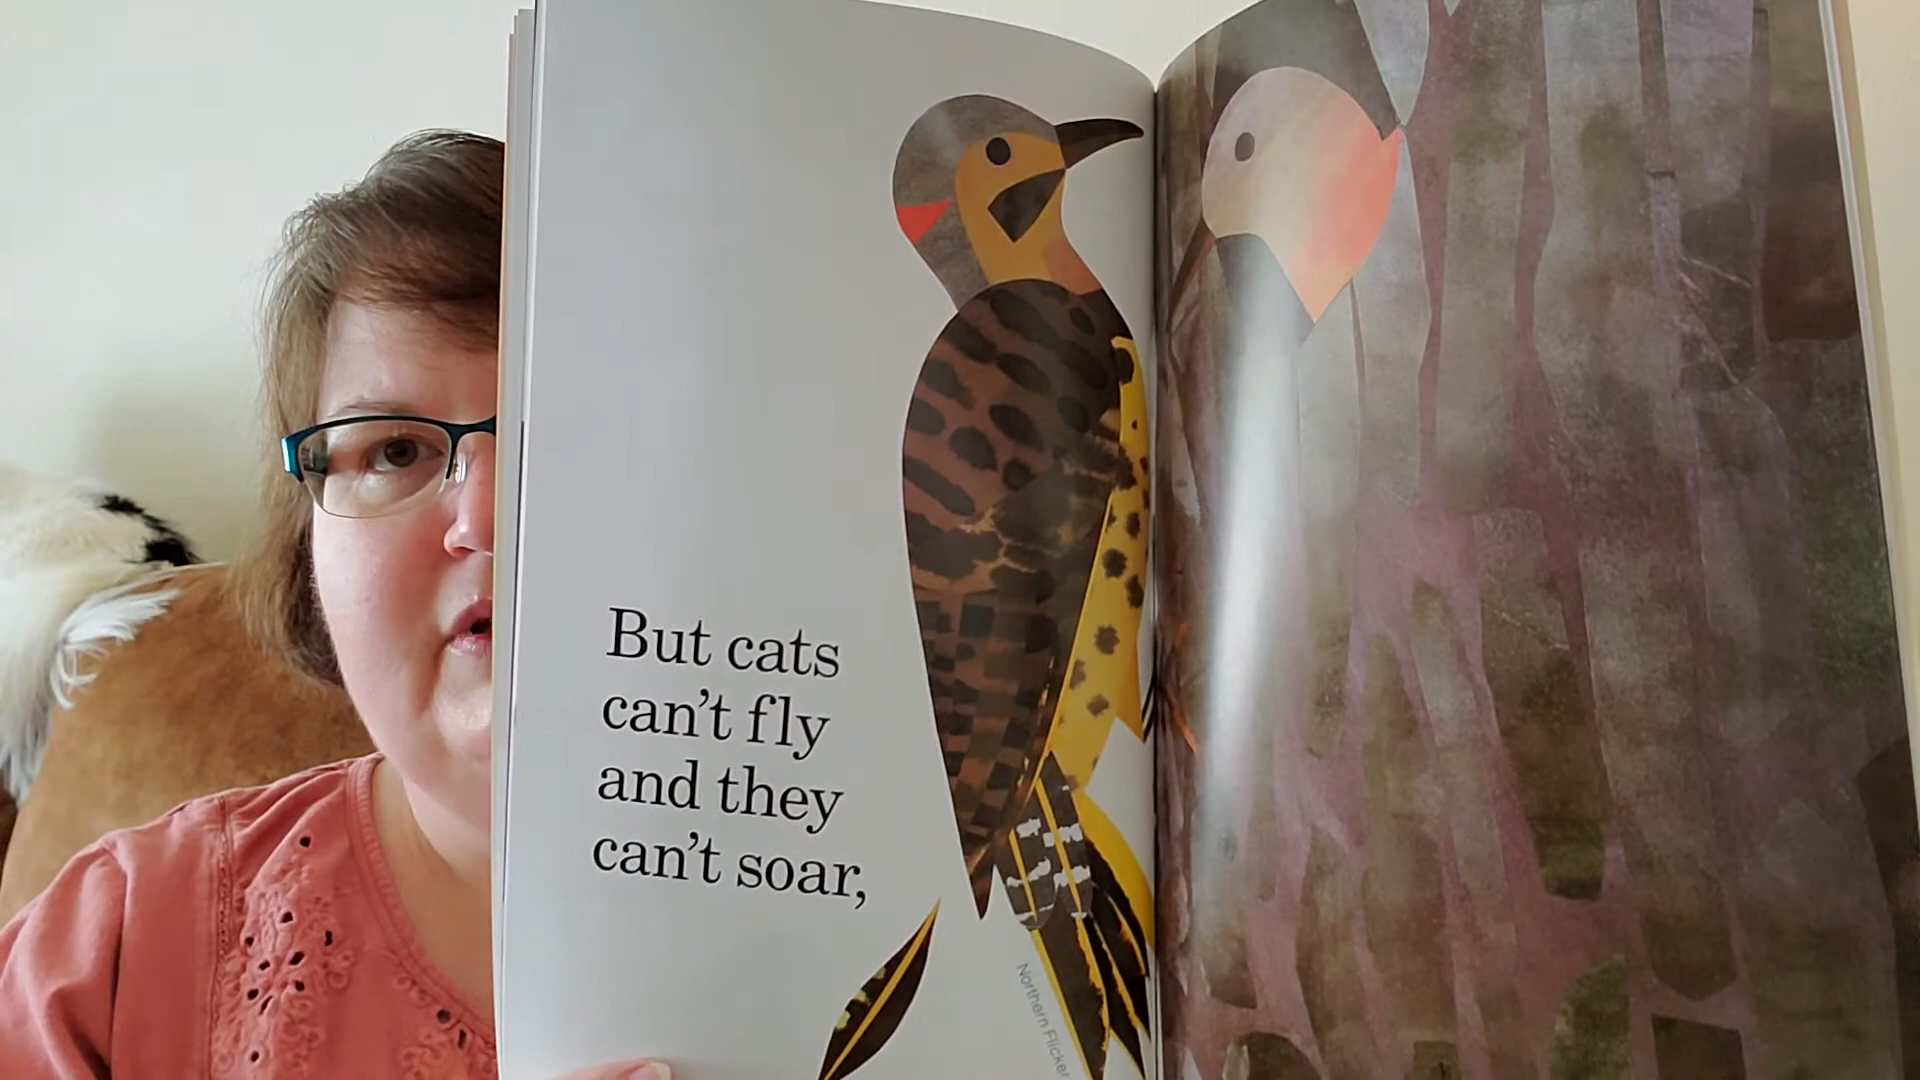 But cats
can't fly
and they
can't soar,
Northern Flicker